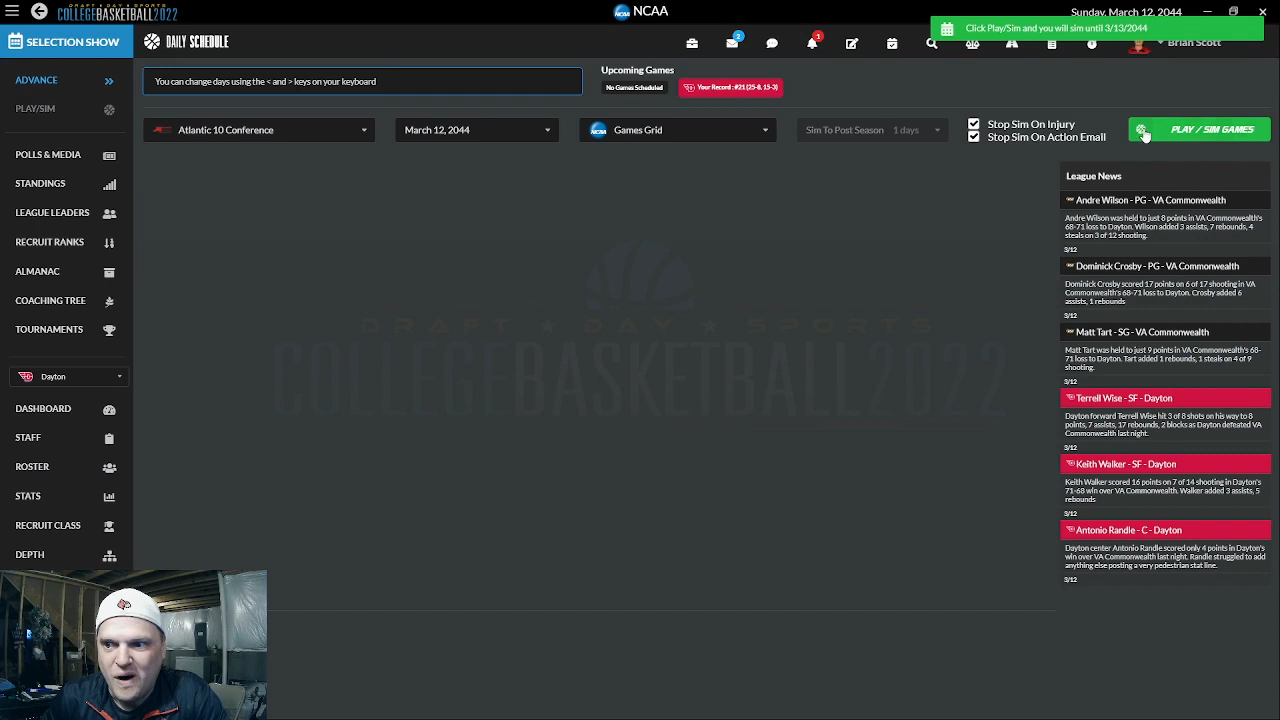 DRAFT · DAY · SPORTS
COLLEGEBASKETBALL2022
NCAA
Sunday, March 12, 2044
Click Play/Sim and you will sim until 3/13/2044
SELECTION SHOW
DAILY SCHEDULE
2
1
Brian Scott
ADVANCE
PLAY/SIM
POLLS & MEDIA
STANDINGS
LEAGUE LEADERS
RECRUIT RANKS
ALMANAC
COACHING TREE
TOURNAMENTS
Dayton
DASHBOARD
STAFF
ROSTER
STATS
RECRUIT CLASS
DEPTH
You can change days using the < and > keys on your keyboard
Upcoming Games
No Games Scheduled
Your Record : #21 (25-8, 15-3)
Atlantic 10 Conference
March 12, 2044
Games Grid
Sim To Post Season 1 days
Stop Sim On Injury
Stop Sim On Action Email
PLAY / SIM GAMES
DRAFT ★ DAY ★ SPORTS
COLLEGEBASKETBALL2022
League News
Andre Wilson - PG - VA Commonwealth
Andre Wilson was held to just 8 points in VA Commonwealth's
68-71 loss to Dayton. Wilson added 3 assists, 7 rebounds, 4
steals on 3 of 12 shooting.
3/12
Dominick Crosby - PG - VA Commonwealth
Dominick Crosby scored 17 points on 6 of 17 shooting in VA
Commonwealth's 68-71 loss to Dayton. Crosby added 6
assists, 1 rebounds
3/12
Matt Tart - SG - VA Commonwealth
Matt Tart was held to just 9 points in VA Commonwealth's 68-
71 loss to Dayton. Tart added 1 rebounds, 1 steals on 4 of 9
shooting.
3/12
Terrell Wise - SF - Dayton
Dayton forward Terrell Wise hit 3 of 8 shots on his way to 8
points, 7 assists, 17 rebounds, 2 blocks as Dayton defeated VA
Commonwealth last night.
3/12
Keith Walker - SF - Dayton
Keith Walker scored 16 points on 7 of 14 shooting in Dayton's
71-68 win over VA Commonwealth. Walker added 3 assists, 5
rebounds
3/12
Antonio Randle - C - Dayton
Dayton center Antonio Randle scored only 4 points in Dayton's
win over VA Commonwealth last night. Randle struggled to add
anything else posting a very pedestrian stat line.
3/12